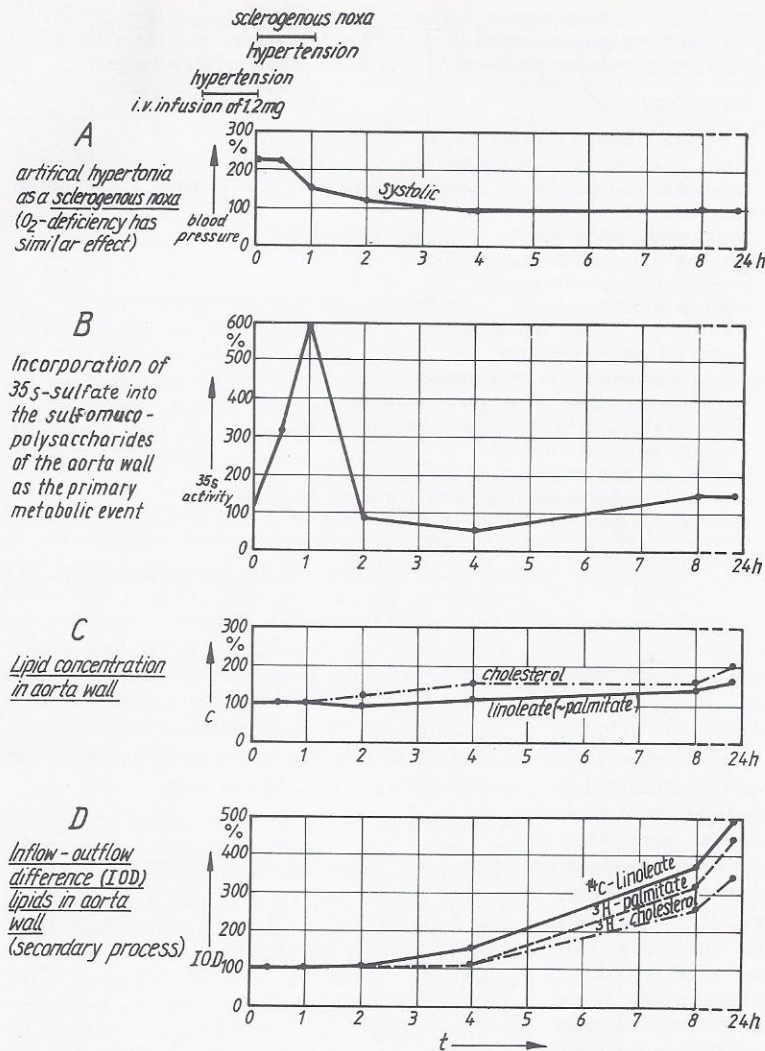 sclerogenous noxa
hypertension
hypertension
i.v. infusion of 1.2 mg
A
artifical hypertonia
as a sclerogenous noxa
(O₂-deficiency has
similar effect)
blood
pressure
300
%
200
100
0
systolic
0 1 2 3 4 5 6 7 8 24h
B
Incorporation of
35s-sulfate into
the sulfomuco-
polysaccharides
of the aorta wall
as the primary
metabolic event
35s
activity
600
%
500
400
300
200
100
0
0 1 2 3 4 5 6 7 8 24h
C
Lipid concentration
in aorta wall
C
300
%
200
100
0
cholesterol
linoleate (~palmitate)
0 1 2 3 4 5 6 7 8 24h
D
Inflow-outflow
difference (IOD)
lipids in aorta
wall
(secondary process)
IOD
500
%
400
300
200
100
0
¹⁴C-linoleate
³H-palmitate
³H-cholesterol
0 1 2 3 4 5 6 7 8 24h
t